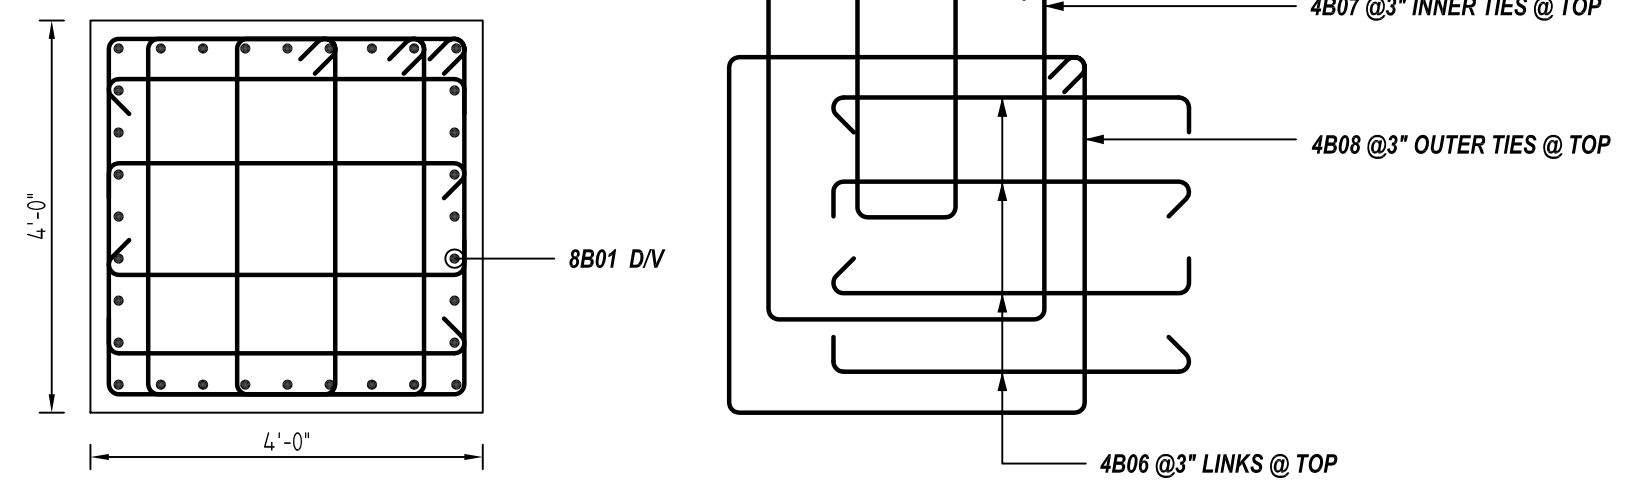 4B07 @3" INNER TIES @ TOP
4B08 @3" OUTER TIES @ TOP
4'-0"
8B01 D/V
4'-0"
4B06 @3" LINKS @ TOP